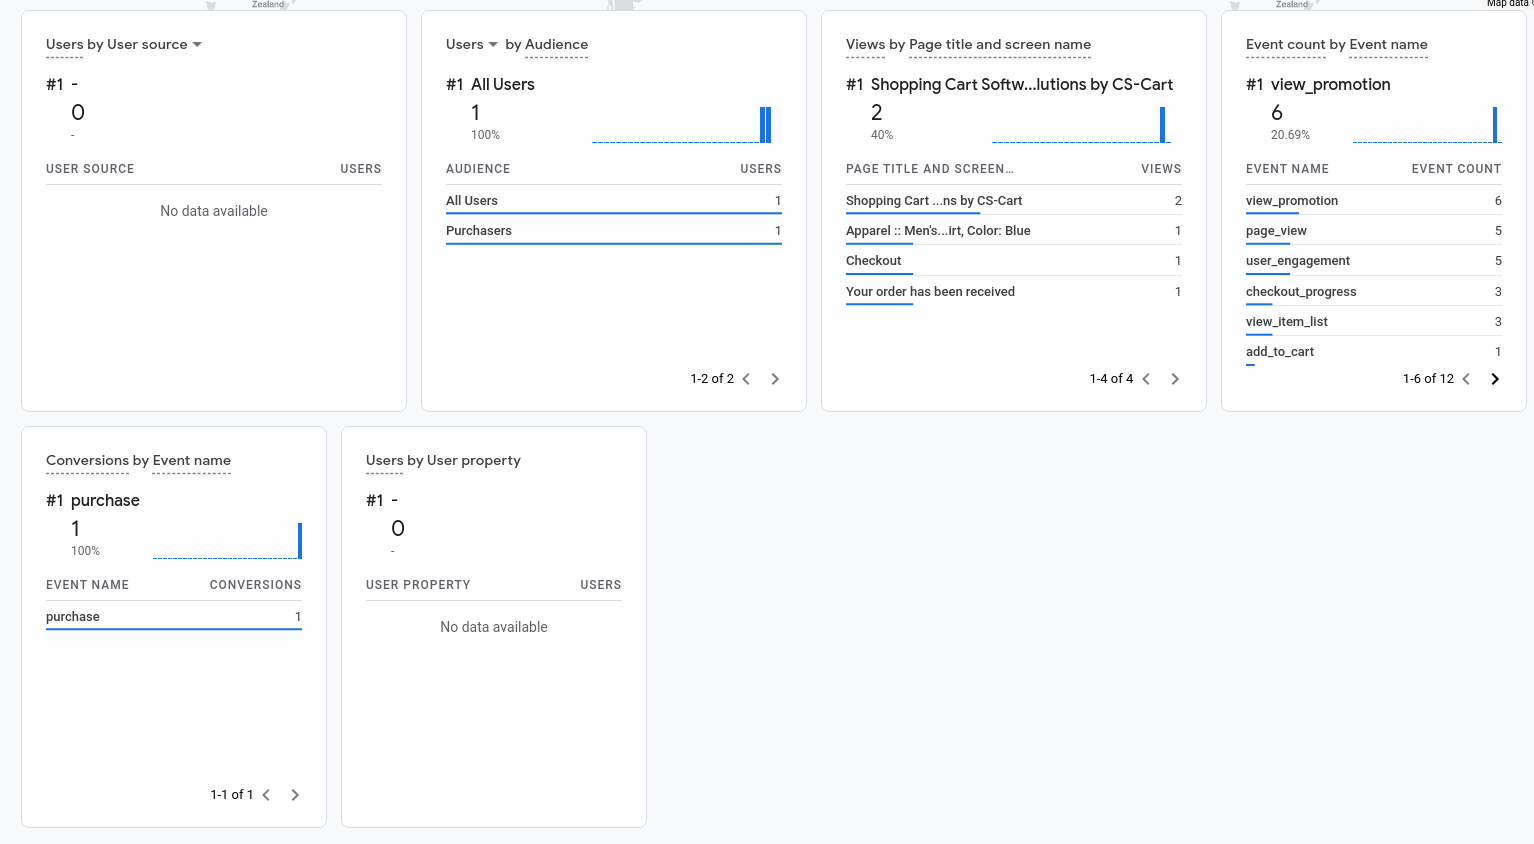 Zealand
Zealand
Map data
Users by User source
#1 -
0
-
USER SOURCE USERS
No data available
Users by Audience
#1 All Users
1
100%
AUDIENCE USERS
All Users 1
Purchasers 1
1-2 of 2
Views by Page title and screen name
#1 Shopping Cart Softw...lutions by CS-Cart
2
40%
PAGE TITLE AND SCREEN... VIEWS
Shopping Cart ...ns by CS-Cart 2
Apparel :: Men's...irt, Color: Blue 1
Checkout 1
Your order has been received 1
1-4 of 4
Event count by Event name
#1 view_promotion
6
20.69%
EVENT NAME EVENT COUNT
view_promotion 6
page_view 5
user_engagement 5
checkout_progress 3
view_item_list 3
add_to_cart 1
1-6 of 12
Conversions by Event name
#1 purchase
1
100%
EVENT NAME CONVERSIONS
purchase 1
1-1 of 1
Users by User property
#1 -
0
-
USER PROPERTY USERS
No data available